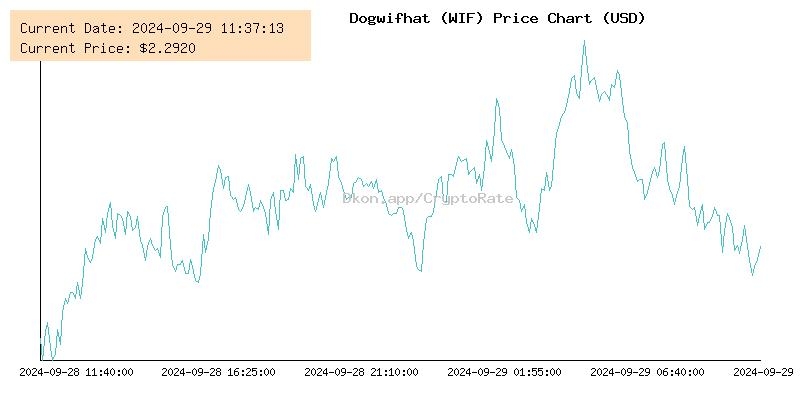 Dogwifhat (WIF) Price Chart (USD)
Current Date: 2024-09-29 11:37:13
Current Price: $2.2920
Dkon.app/CryptoRate
2024-09-28 11:40:00 2024-09-28 16:25:00 2024-09-28 21:10:00 2024-09-29 01:55:00 2024-09-29 06:40:00 2024-09-29